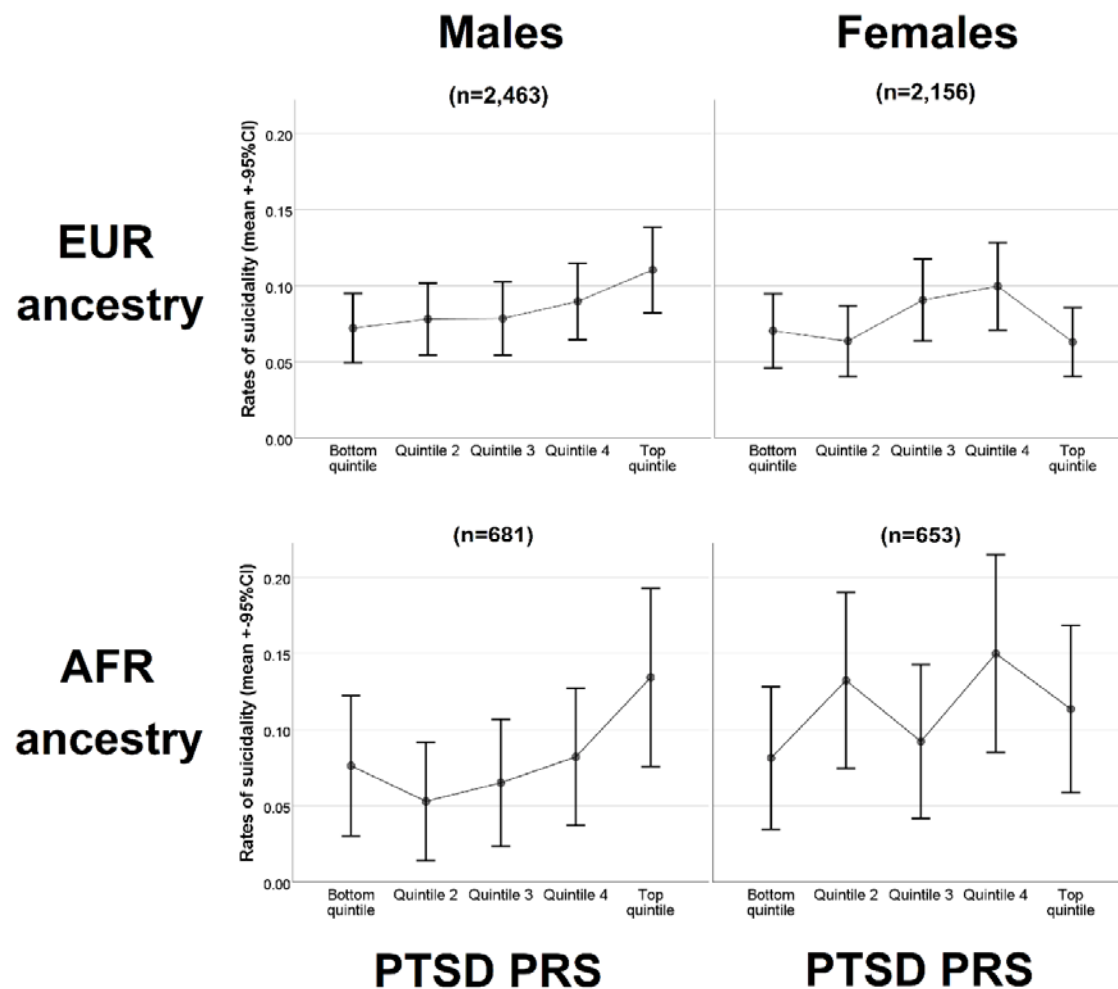 Males
Females
(n=2,463)
(n=2,156)
EUR
ancestry
Rates of suicidality (mean +-95%CI)
0.20
0.15
0.10
0.05
0.00
Bottom quintile
Quintile 2
Quintile 3
Quintile 4
Top quintile
Bottom quintile
Quintile 2
Quintile 3
Quintile 4
Top quintile
(n=681)
(n=653)
AFR
ancestry
Rates of suicidality (mean +-95%CI)
0.20
0.15
0.10
0.05
0.00
Bottom quintile
Quintile 2
Quintile 3
Quintile 4
Top quintile
Bottom quintile
Quintile 2
Quintile 3
Quintile 4
Top quintile
PTSD PRS
PTSD PRS